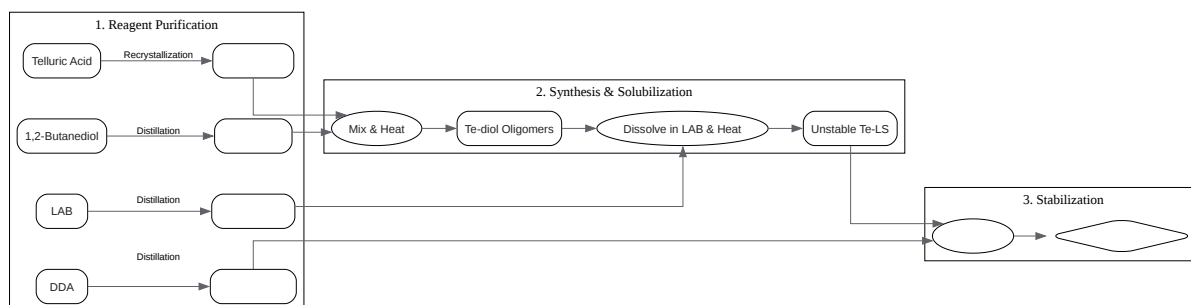 1. Reagent Purification
Telluric Acid
Recrystallization
1,2-Butanediol
Distillation
LAB
Distillation
DDA
Distillation
2. Synthesis & Solubilization
Mix & Heat
Te-diol Oligomers
Dissolve in LAB & Heat
Unstable Te-LS
3. Stabilization